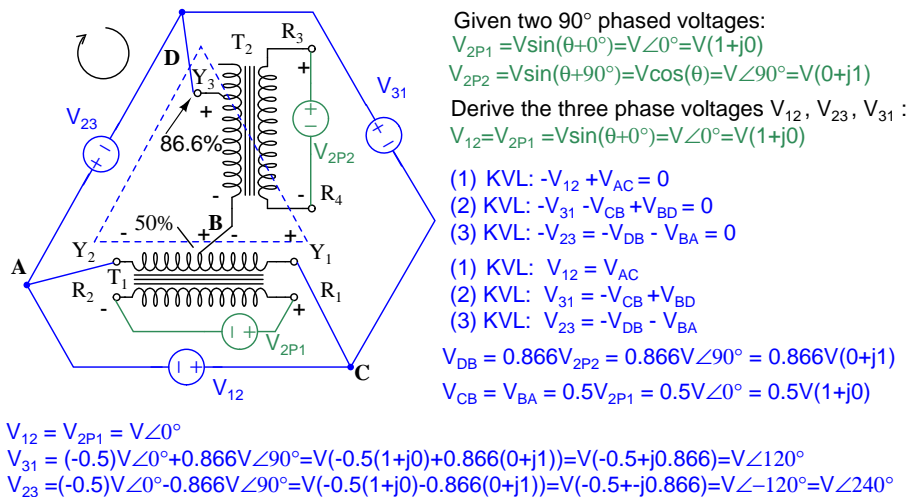 Given two 90° phased voltages:
V2P1 =Vsin(θ+0°)=V∠0°=V(1+j0)
V2P2 =Vsin(θ+90°)=Vcos(θ)=V∠90°=V(0+j1)
Derive the three phase voltages V12 , V23 , V31 :
V12=V2P1 =Vsin(θ+0°)=V∠0°=V(1+j0)
(1) KVL: -V12 +VAC = 0
(2) KVL: -V31 -VCB +VBD = 0
(3) KVL: -V23 = -VDB - VBA = 0
(1) KVL: V12 = VAC
(2) KVL: V31 = -VCB +VBD
(3) KVL: V23 = -VDB - VBA
VDB = 0.866V2P2 = 0.866V∠90° = 0.866V(0+j1)
VCB = VBA = 0.5V2P1 = 0.5V∠0° = 0.5V(1+j0)
D
T2
R3
Y3
+
+
V31
V23
86.6%
+
-
+
-
V2P2
+
-
-
-
R4
50%
B
-
+
-
+
Y2
Y1
A
T1
R2
R1
-
+
- +
V2P1
- +
V12
C
V12 = V2P1 = V∠0°
V31 = (-0.5)V∠0°+0.866V∠90°=V(-0.5(1+j0)+0.866(0+j1))=V(-0.5+j0.866)=V∠120°
V23 =(-0.5)V∠0°-0.866V∠90°=V(-0.5(1+j0)-0.866(0+j1))=V(-0.5+-j0.866)=V∠-120°=V∠240°